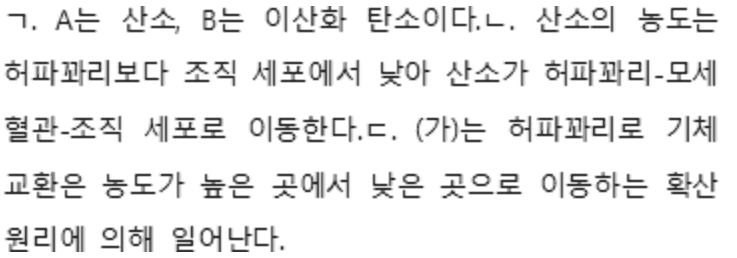 ㄱ. A는 산소, B는 이산화 탄소이다.ㄴ. 산소의 농도는
허파꽈리보다 조직 세포에서 낮아 산소가 허파꽈리-모세
혈관-조직 세포로 이동한다.ㄷ. (가)는 허파꽈리로 기체
교환은 농도가 높은 곳에서 낮은 곳으로 이동하는 확산
원리에 의해 일어난다.